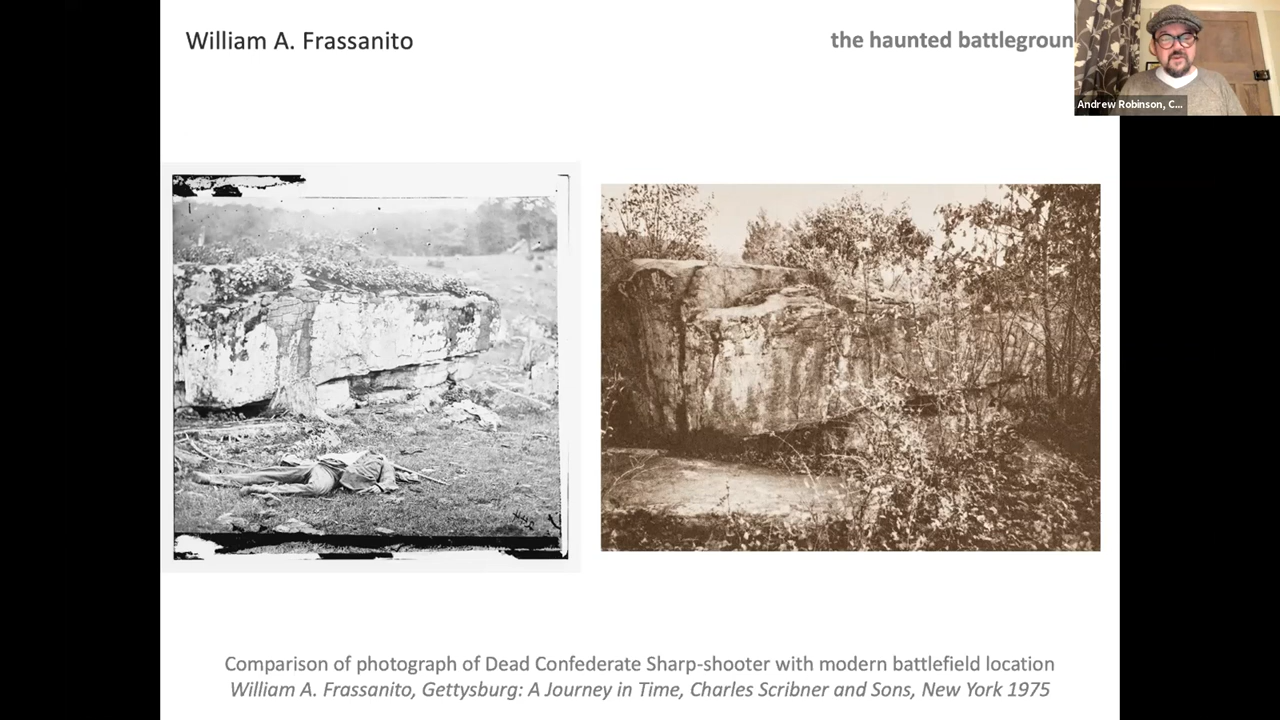 William A. Frassanito
the haunted battlegroun
Andrew Robinson, C...
Comparison of photograph of Dead Confederate Sharp-shooter with modern battlefield location
William A. Frassanito, Gettysburg: A Journey in Time, Charles Scribner and Sons, New York 1975